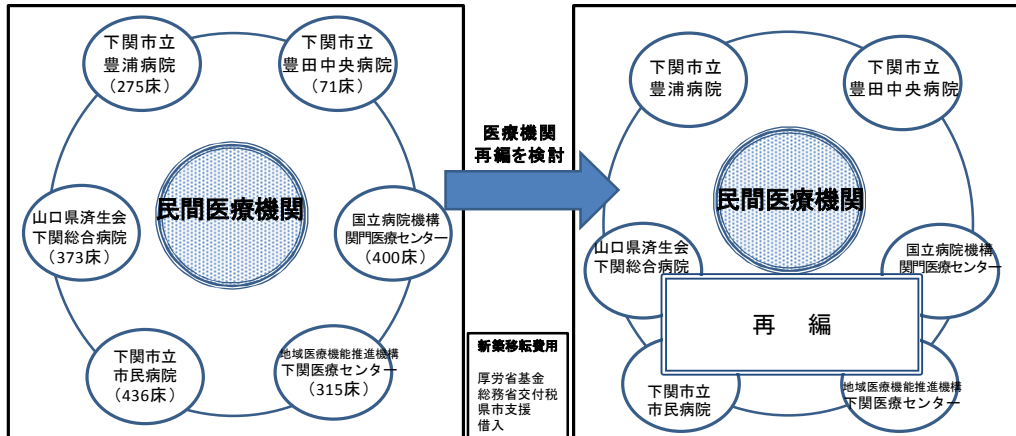 下関市立
豊浦病院
（275床）
下関市立
豊田中央病院
（71床）
民間医療機関
山口県済生会
下関総合病院
（373床）
国立病院機構
関門医療センター
（400床）
下関市立
市民病院
（436床）
地域医療機能推進機構
下関医療センター
（315床）
医療機関
再編を検討
新築移転費用
厚労省基金
総務省交付税
県市支援
借入
下関市立
豊浦病院
下関市立
豊田中央病院
民間医療機関
山口県済生会
下関総合病院
国立病院機構
関門医療センター
再　編
下関市立
市民病院
地域医療機能推進機構
下関医療センター